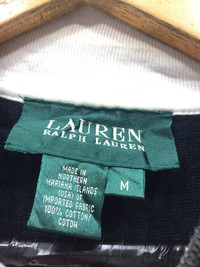 LAUREN
RALPH LAUREN
MADE IN
NORTHERN
MARIANA ISLANDS
(USA) OF
IMPORTED FABRIC
100% COTTON/
COTON
M